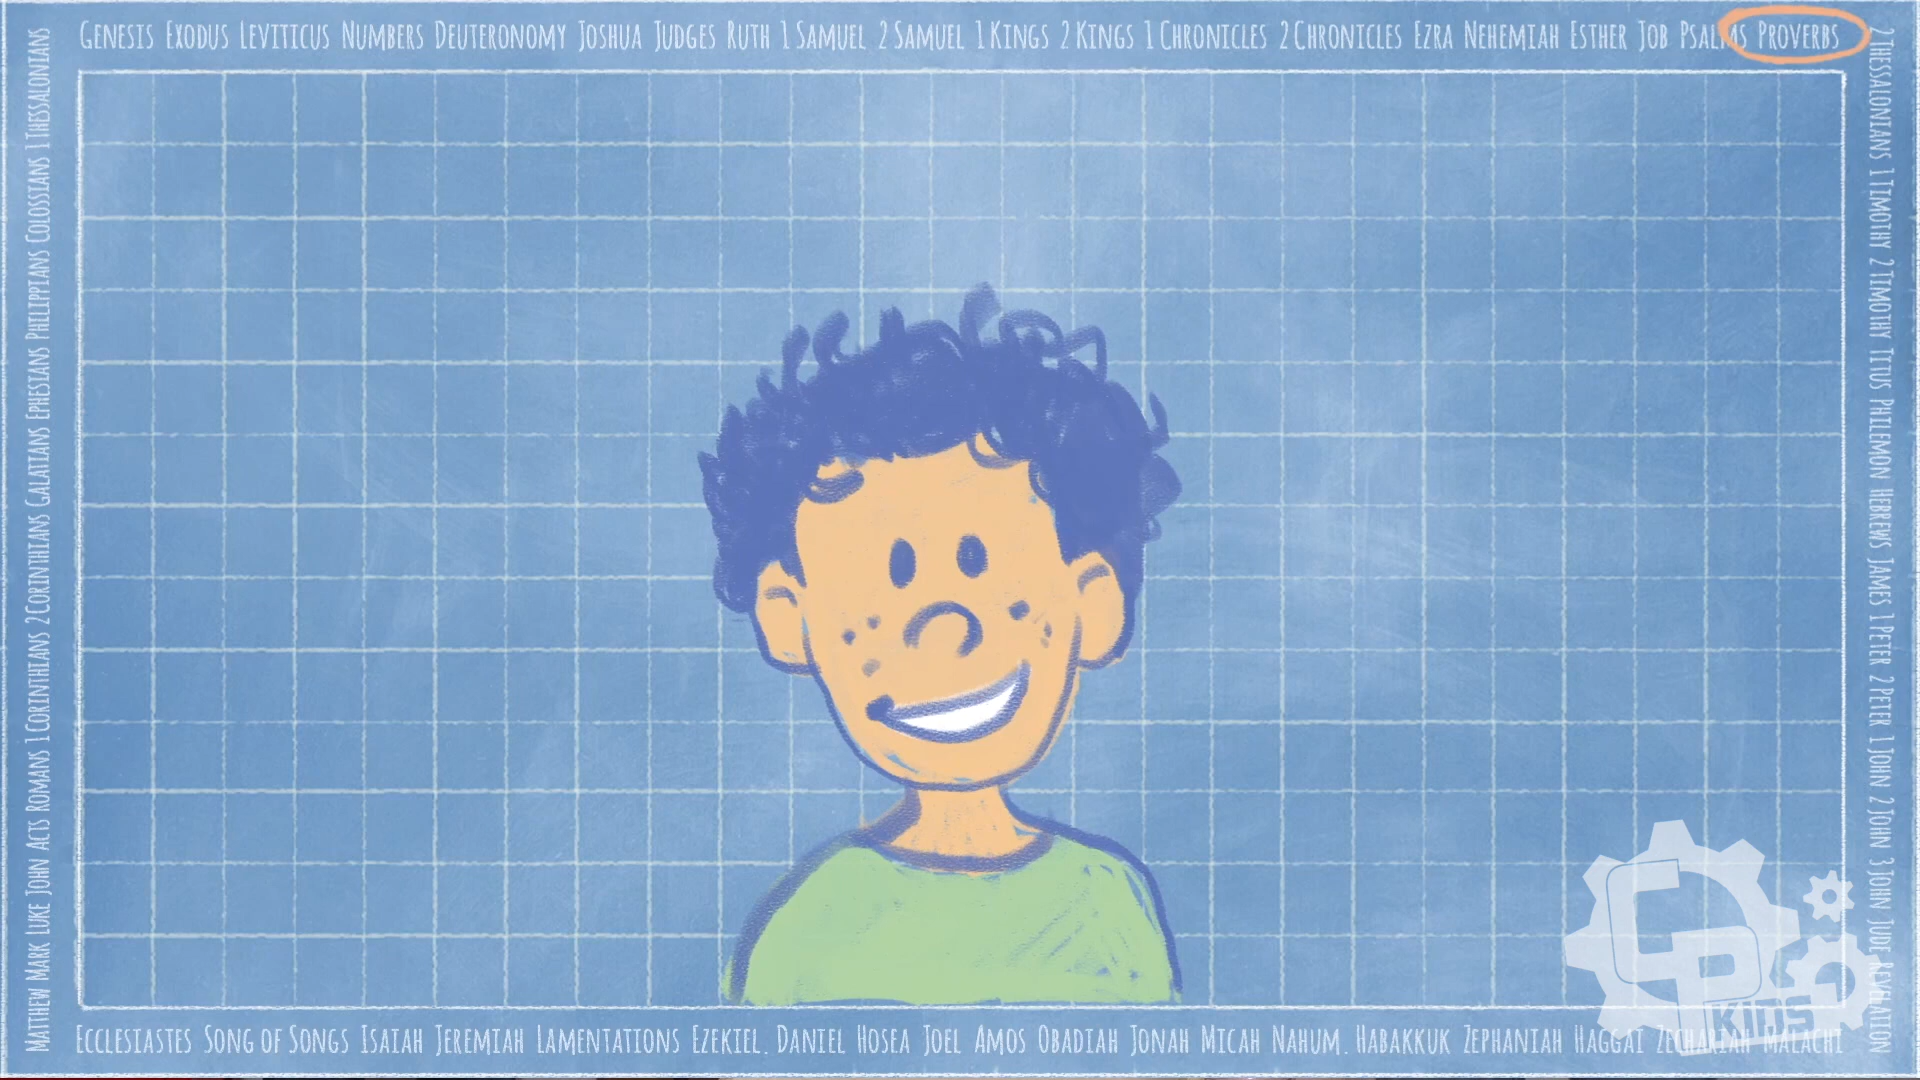 Genesis Exodus Leviticus Numbers Deuteronomy Joshua Judges Ruth 1 Samuel 2 Samuel 1 Kings 2 Kings 1 Chronicles 2 Chronicles Ezra Nehemiah Esther Job Psalms Proverbs
Ecclesiastes Song of Songs Isaiah Jeremiah Lamentations Ezekiel. Daniel Hosea Joel Amos Obadiah Jonah Micah Nahum. Habakkuk Zephaniah Haggai Zechariah Malachi
Matthew Mark Luke John Acts Romans 1 Corinthians 2 Corinthians Galatians Ephesians Philippians Colossians 1 Thessalonians
2 Thessalonians 1 Timothy 2 Timothy Titus Philemon Hebrews James 1 Peter 2 Peter 1 John 2 John 3 John Jude Revelation
KIDS